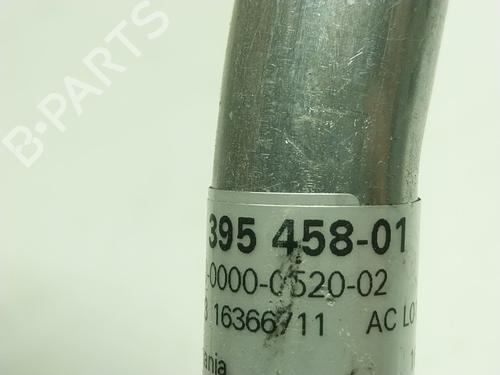 B-PARTS
395 458-01
-0000-0520-02
16366711 AC LO
ania